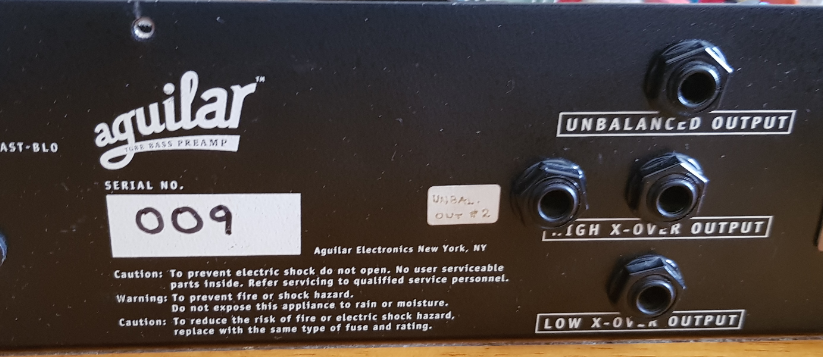 AST-BLO
aguilar™
TUBE BASS PREAMP
SERIAL NO.
009
UNBAL.
OUT #2
Aguilar Electronics New York, NY
Caution: To prevent electric shock do not open. No user serviceable
parts inside. Refer servicing to qualified service personnel.
Warning: To prevent fire or shock hazard.
Do not expose this appliance to rain or moisture.
Caution: To reduce the risk of fire or electric shock hazard,
replace with the same type of fuse and rating.
UNBALANCED OUTPUT
HIGH X-OVER OUTPUT
LOW X-OVER OUTPUT